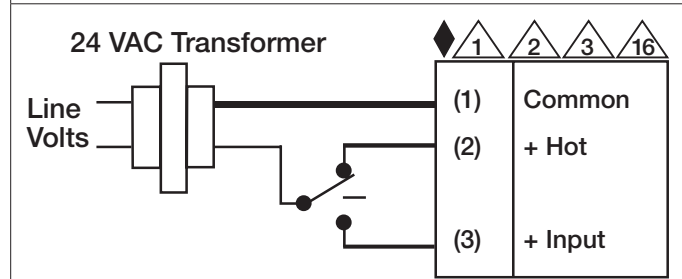 24 VAC Transformer
1 2 3 16
Line
Volts
(1) Common
(2) + Hot
(3) + Input